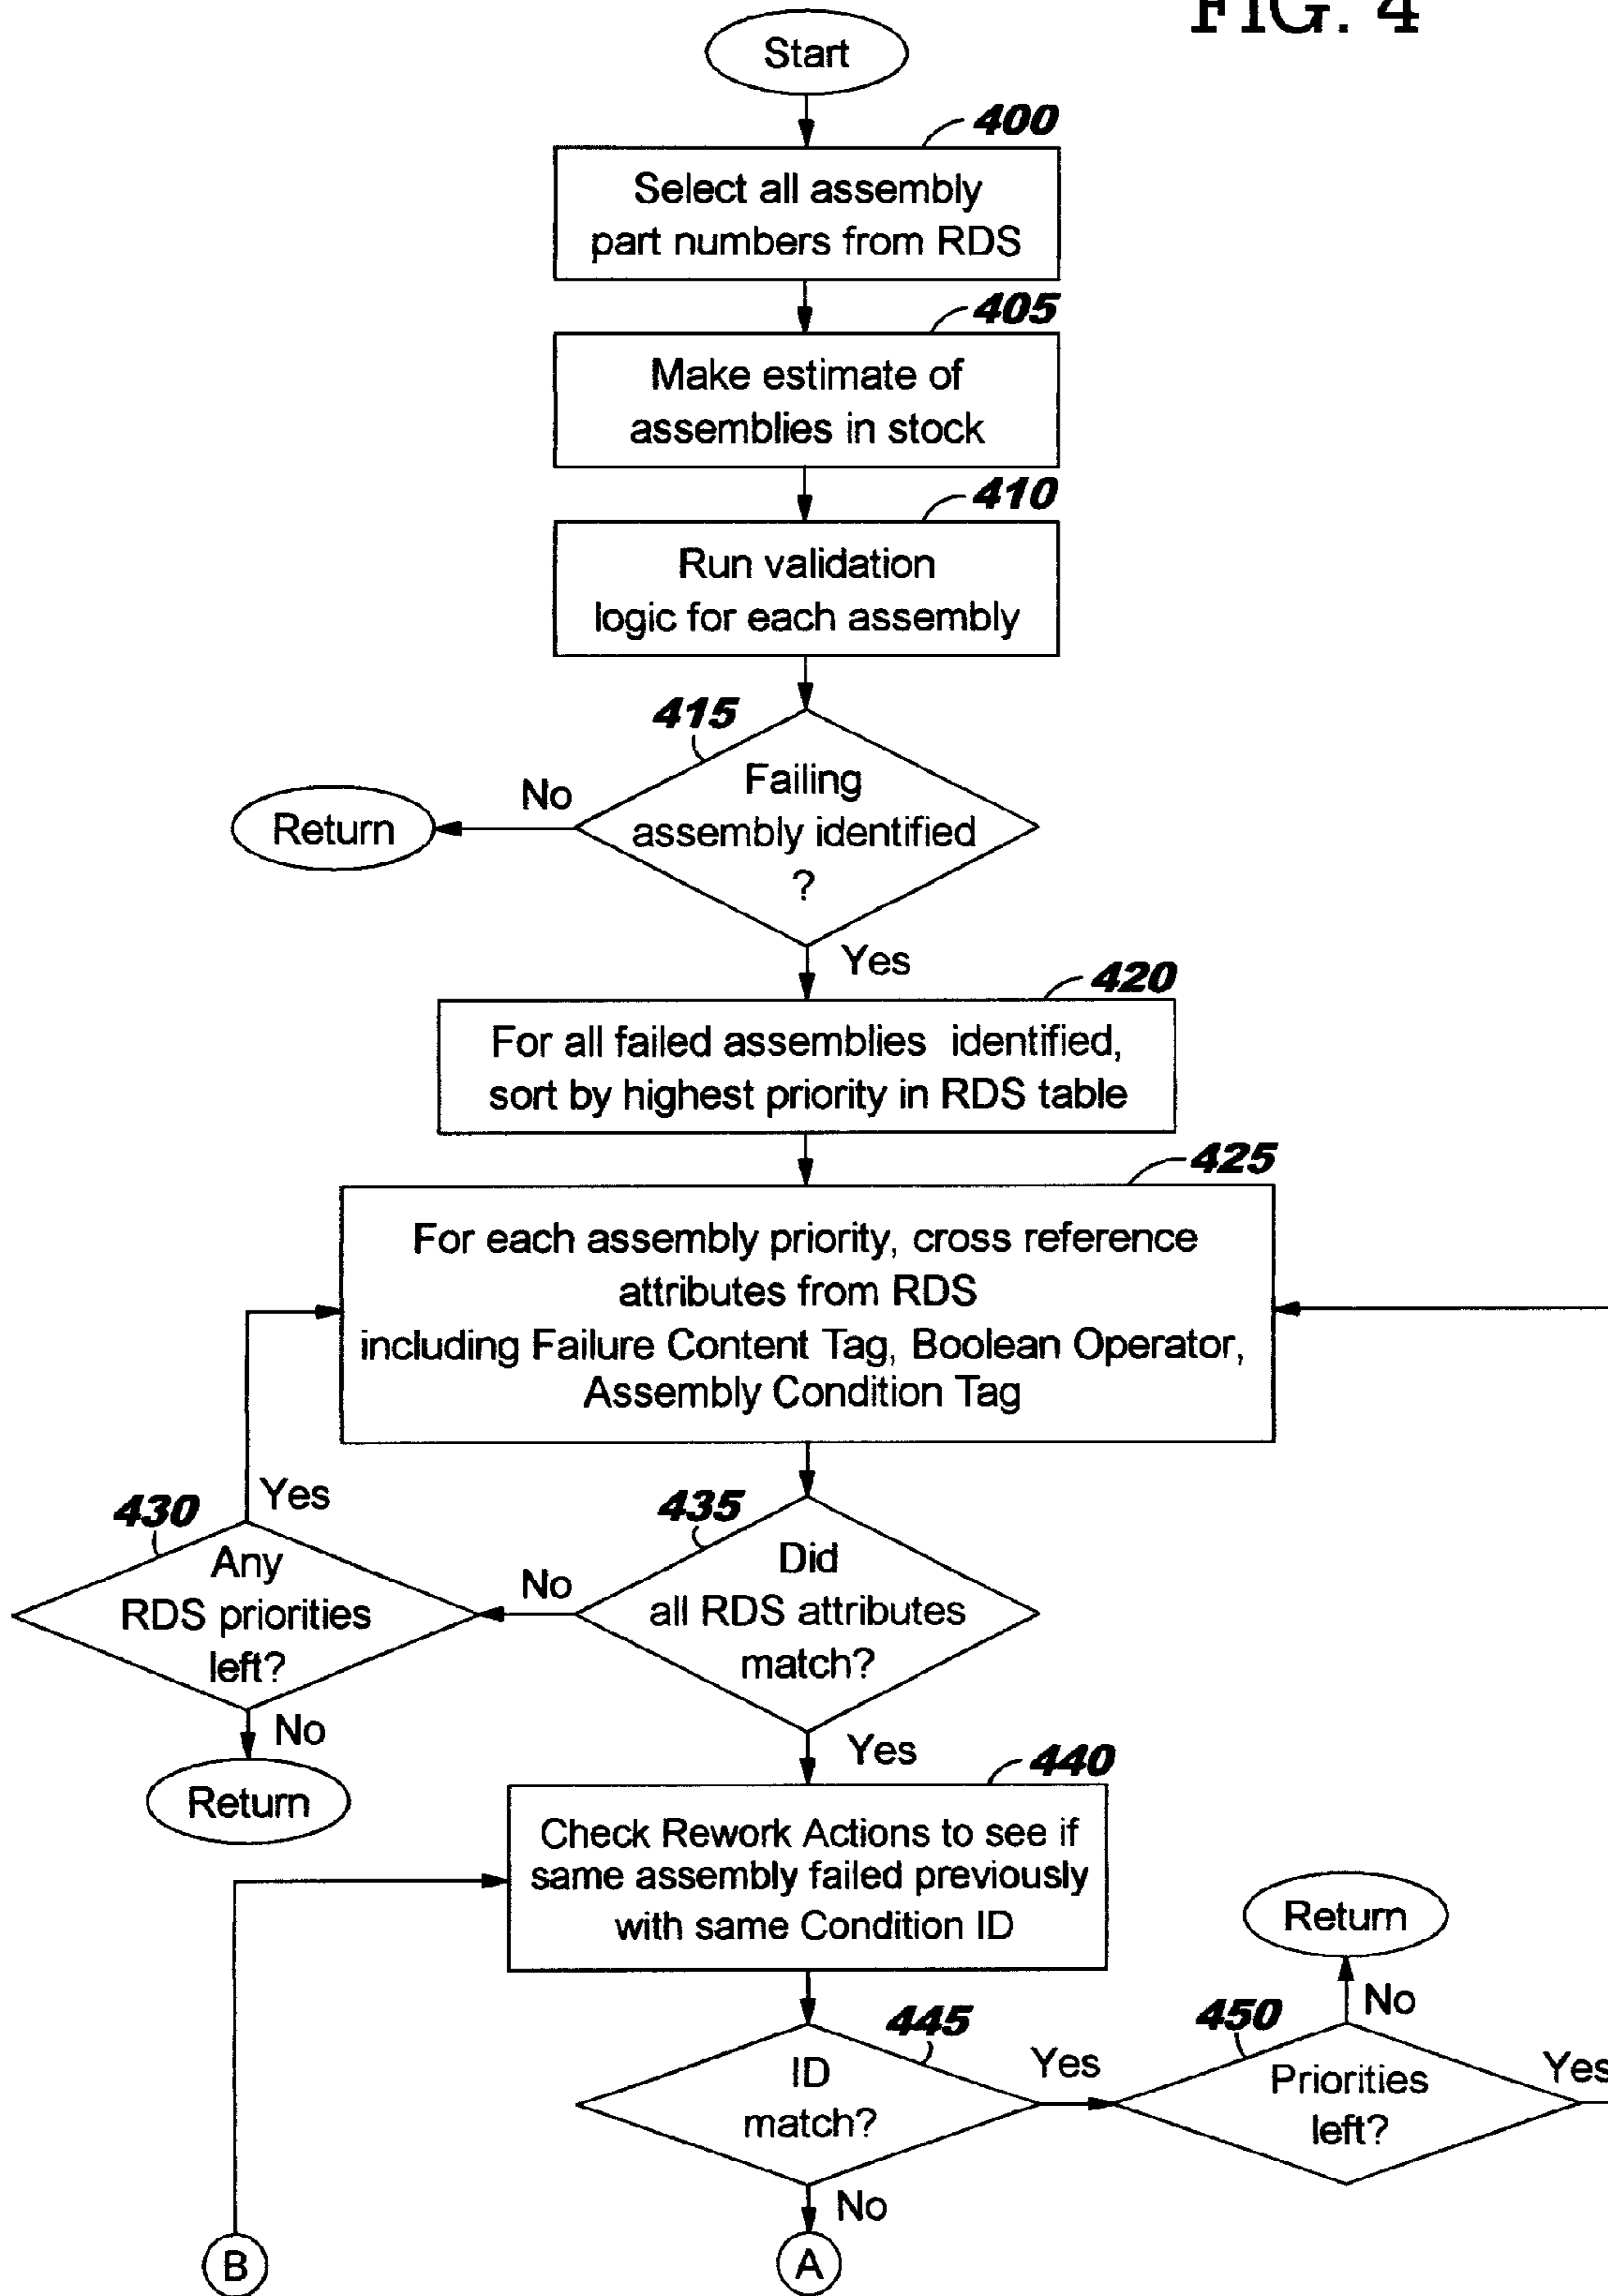 FIG. 4
Start
400
Select all assembly
part numbers from RDS
405
Make estimate of
assemblies in stock
410
Run validation
logic for each assembly
415
Failing
assembly identified
?
No
Return
Yes
420
For all failed assemblies identified,
sort by highest priority in RDS table
425
For each assembly priority, cross reference
attributes from RDS
including Failure Content Tag, Boolean Operator,
Assembly Condition Tag
Yes
430
Any
RDS priorities
left?
No
435
Did
all RDS attributes
match?
No
Return
Yes
440
Check Rework Actions to see if
same assembly failed previously
with same Condition ID
Return
No
445
ID
match?
Yes
450
Priorities
left?
Yes
No
B
A